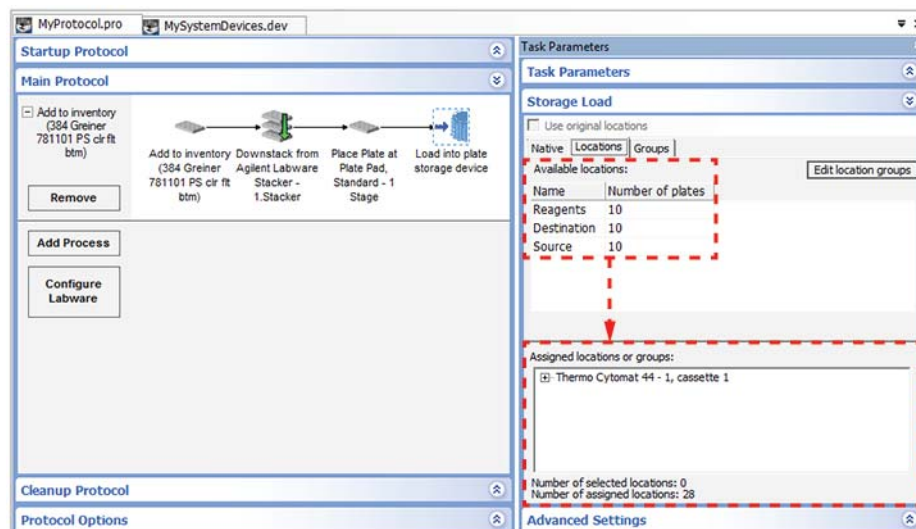 MyProtocol.pro
MySystemDevices.dev
Startup Protocol
Main Protocol
Add to inventory
(384 Greiner
781101 PS clr flt
btm)
Remove
Add to inventory
(384 Greiner
781101 PS clr flt
btm)
Downstack from
Agilent Labware
Stacker -
1.Stacker
Place Plate at
Plate Pad,
Standard - 1
Stage
Load into plate
storage device
Add Process
Configure
Labware
Cleanup Protocol
Protocol Options
Task Parameters
Task Parameters
Storage Load
Use original locations
Native Locations Groups
Available locations:
Edit location groups
Name Number of plates
Reagents 10
Destination 10
Source 10
Assigned locations or groups:
Thermo Cytomat 44 - 1, cassette 1
Number of selected locations: 0
Number of assigned locations: 28
Advanced Settings